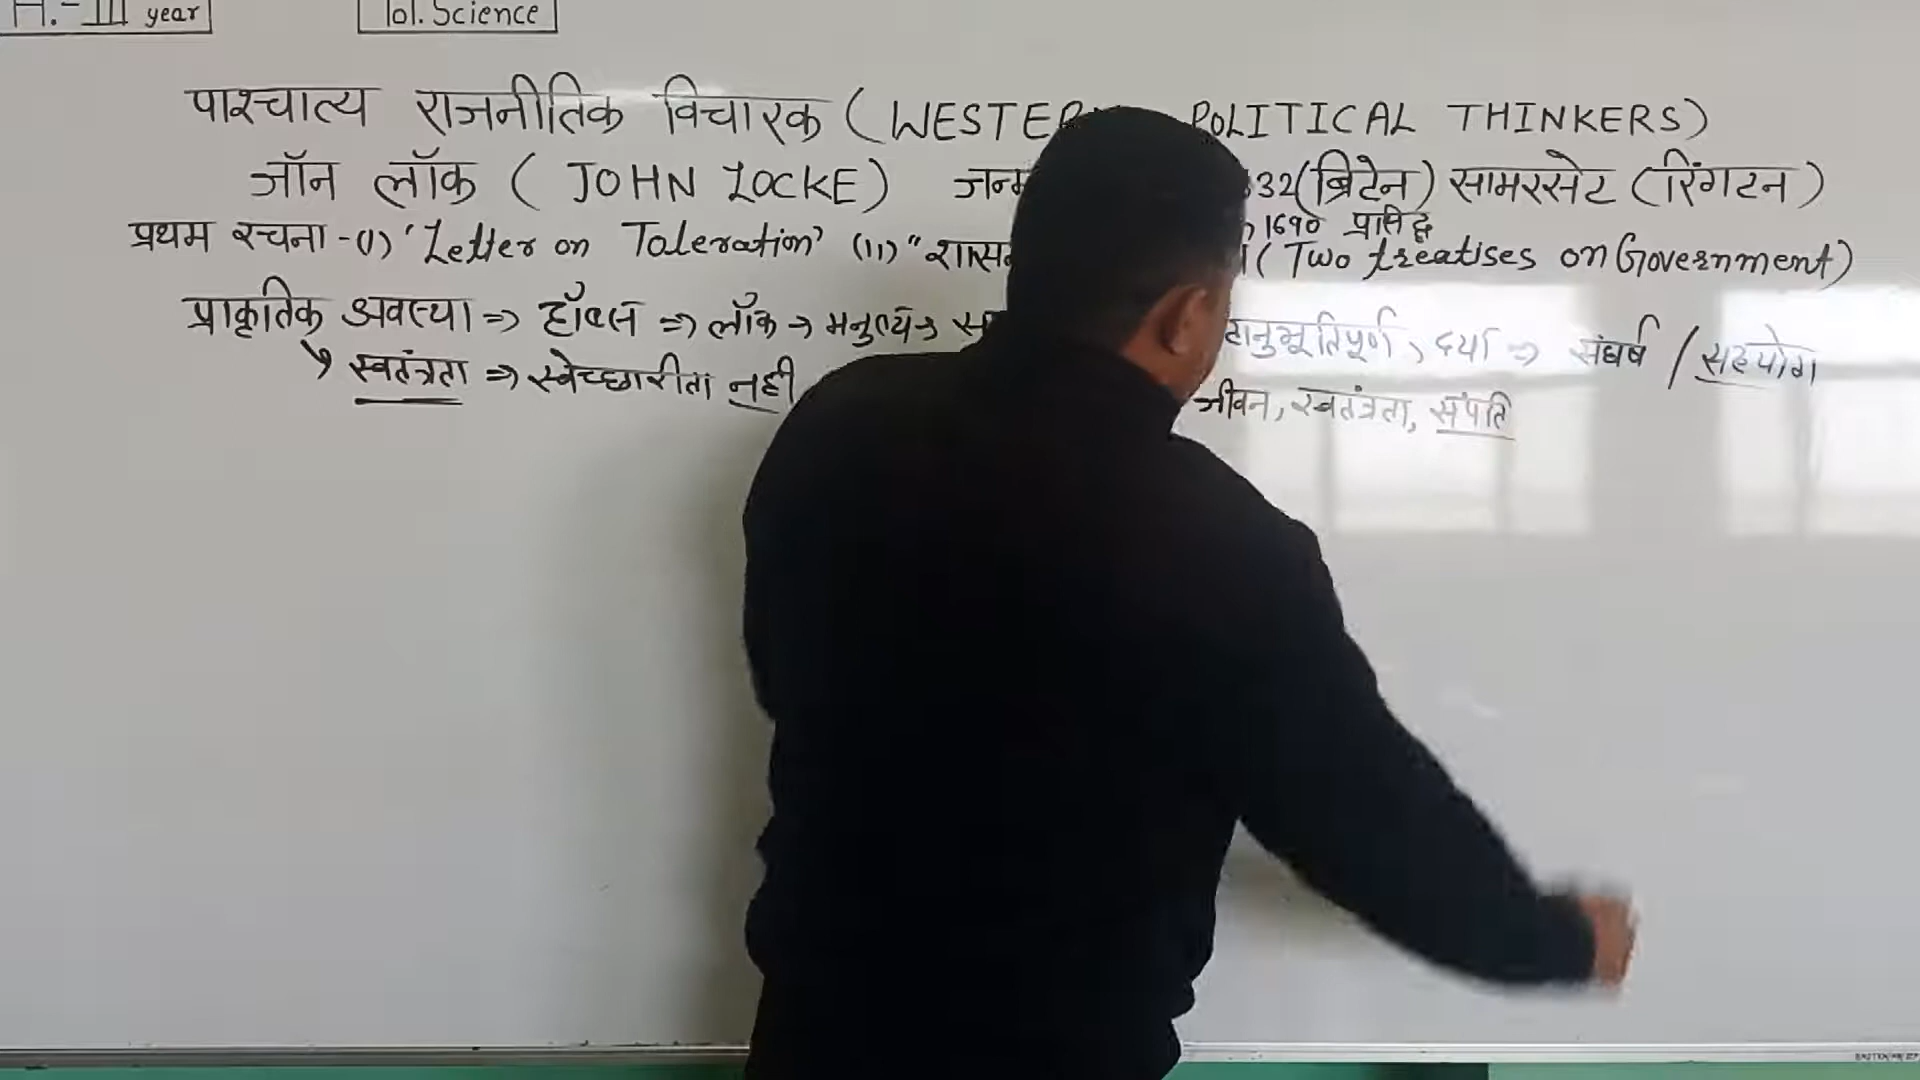 H.-III year Pol. Science
पाश्चात्य राजनीतिक विचारक ( WESTERN POLITICAL THINKERS)
जॉन लॉक ( JOHN LOCKE) जन्म 32(ब्रिटेन) सामरसेट (रिंगटन)
1690 प्रसिद्ध
प्रथम रचना -(I) 'Letter on Toleration' (II) " शासन (Two treatises on Government)
प्राकृतिक अवस्था => हॉब्स => लॉक -> मनुष्य -> दया => संघर्ष / सहयोग
स्वतंत्रता => स्वेच्छारीता नही जीवन, स्वतंत्रता, संपति